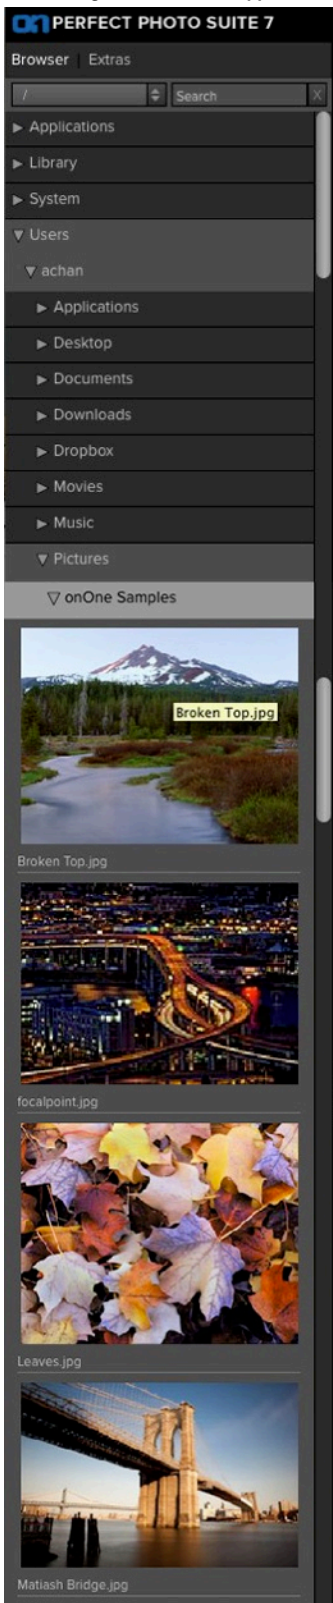 on PERFECT PHOTO SUITE 7
Browser | Extras
/ Search X
Applications
Library
System
Users
achan
Applications
Desktop
Documents
Downloads
Dropbox
Movies
Music
Pictures
onOne Samples
Broken Top.jpg
Broken Top.jpg
focalpoint.jpg
Leaves.jpg
Matiash Bridge.jpg